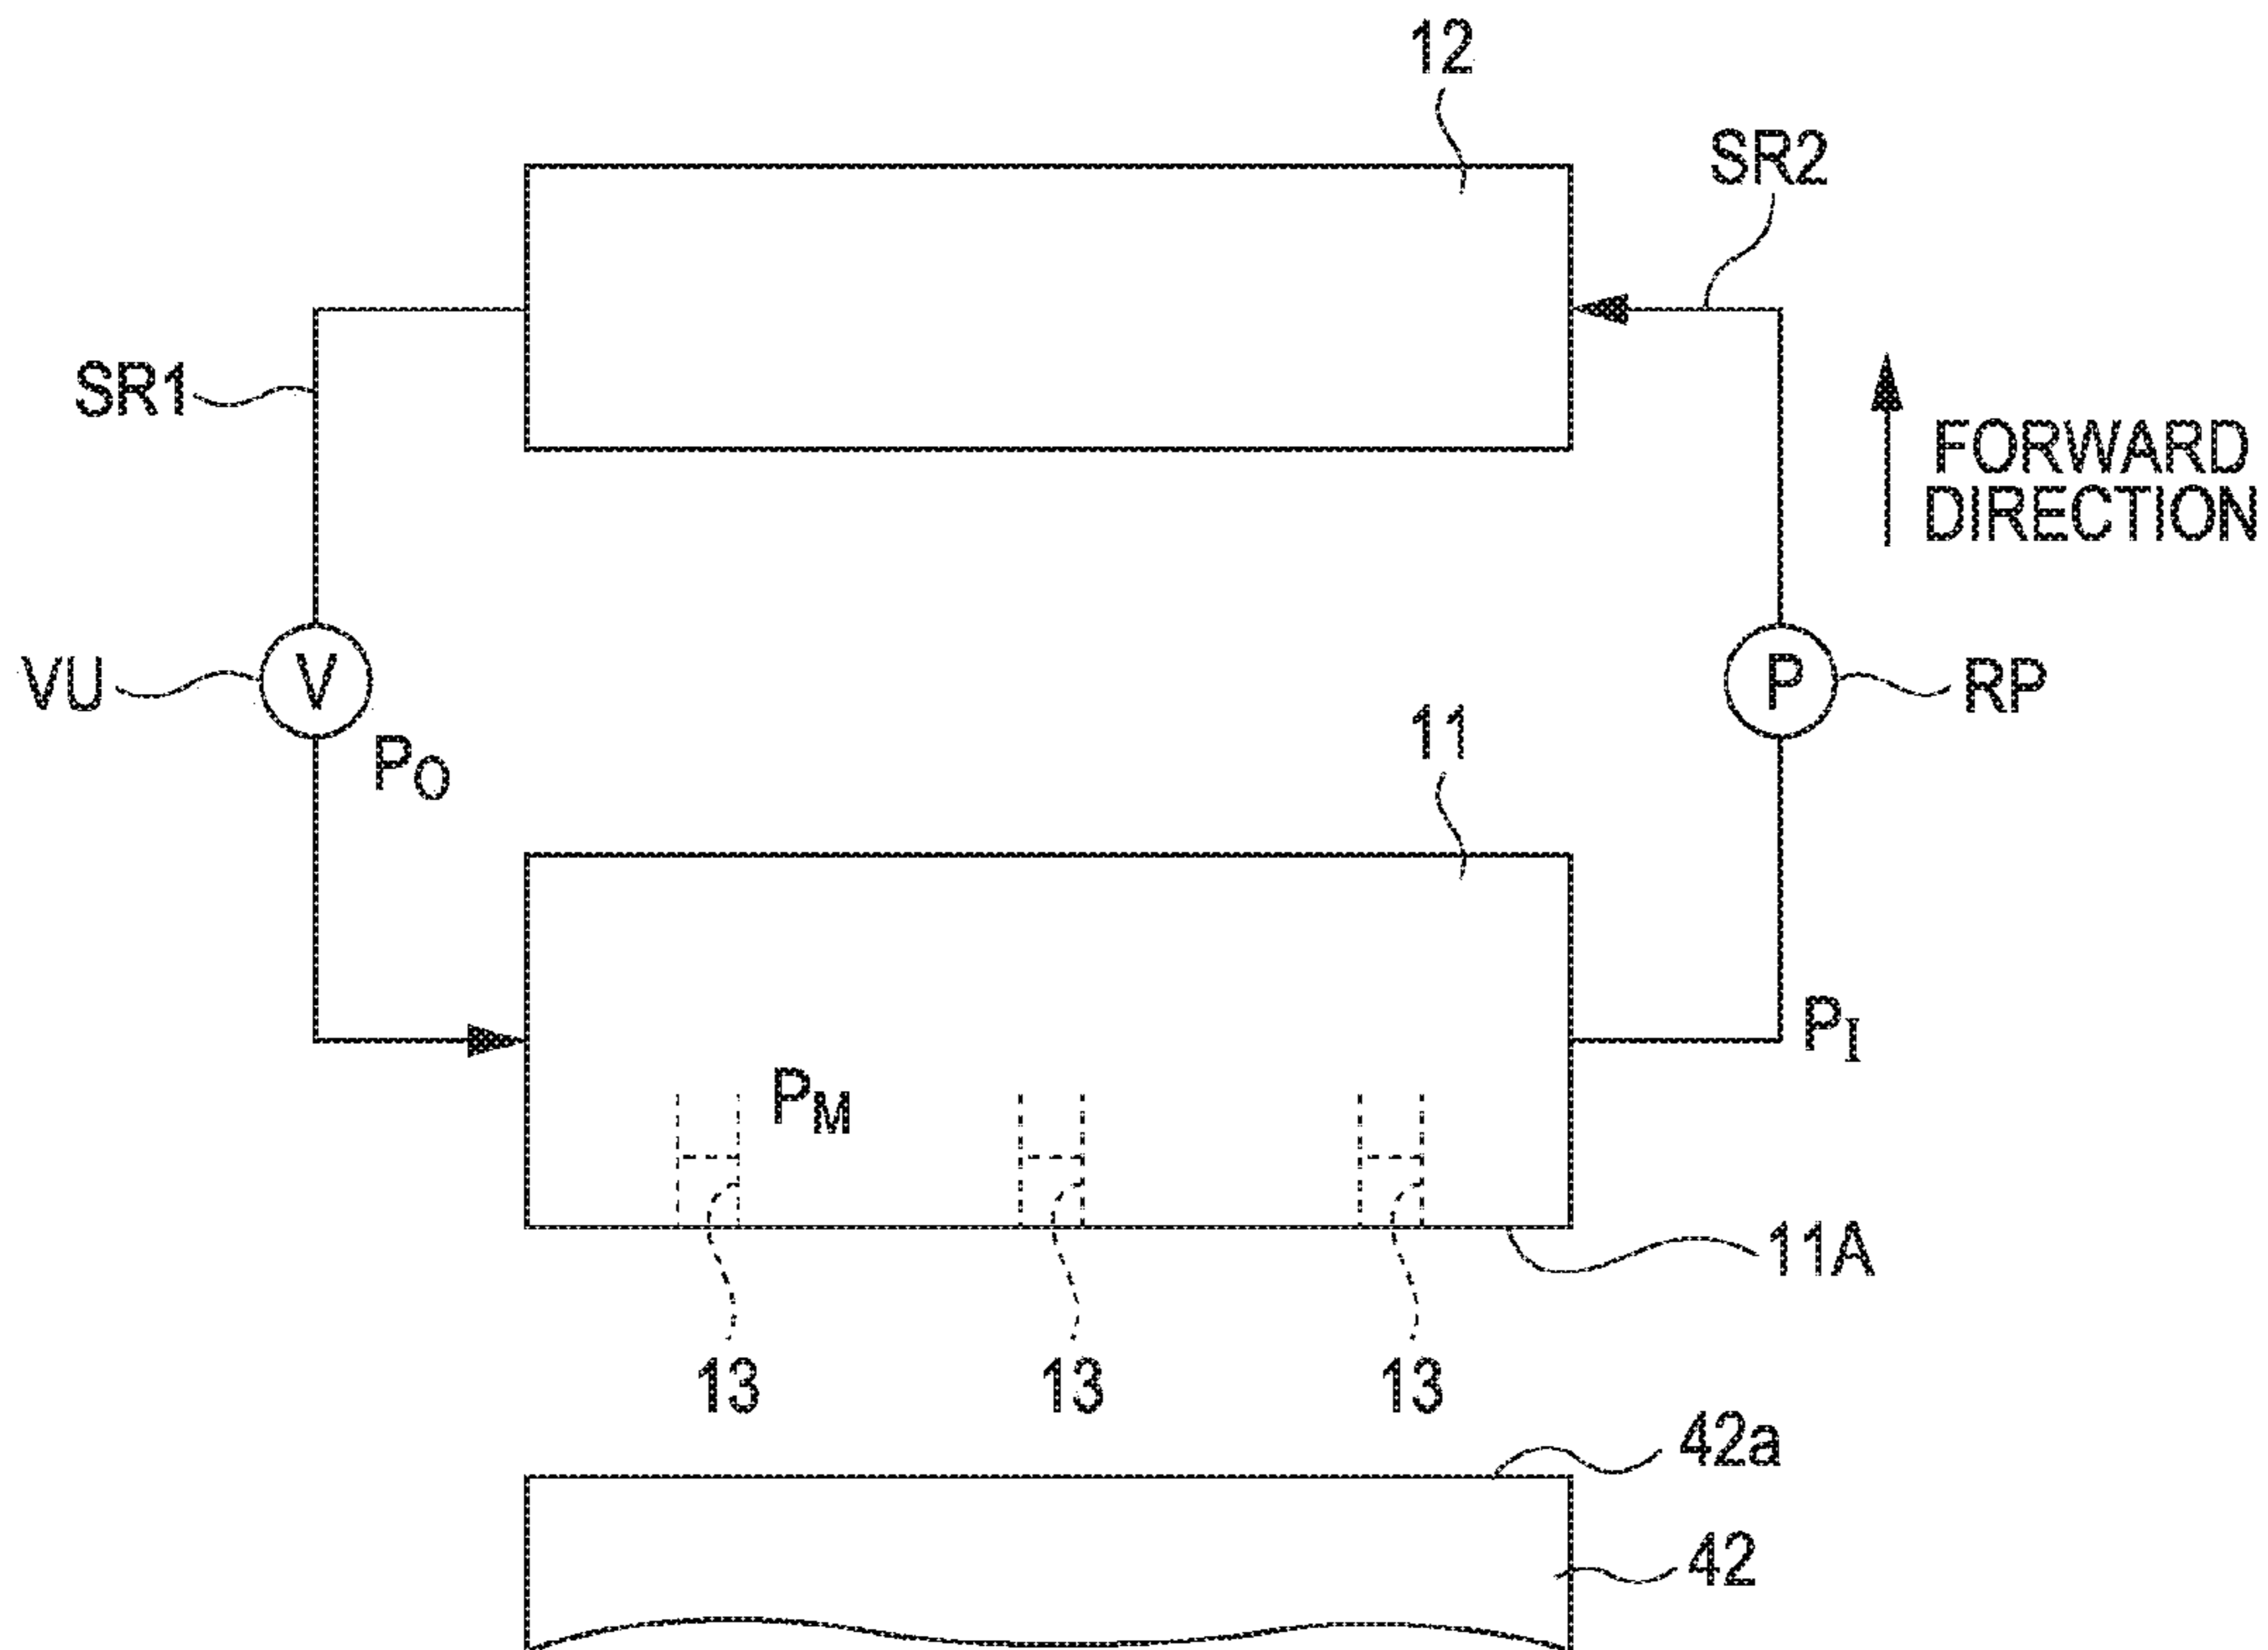 12
SR2
SR1
FORWARD
DIRECTION
VU
V
P
RP
PO
11
PI
PM
11A
13
13
13
42a
42